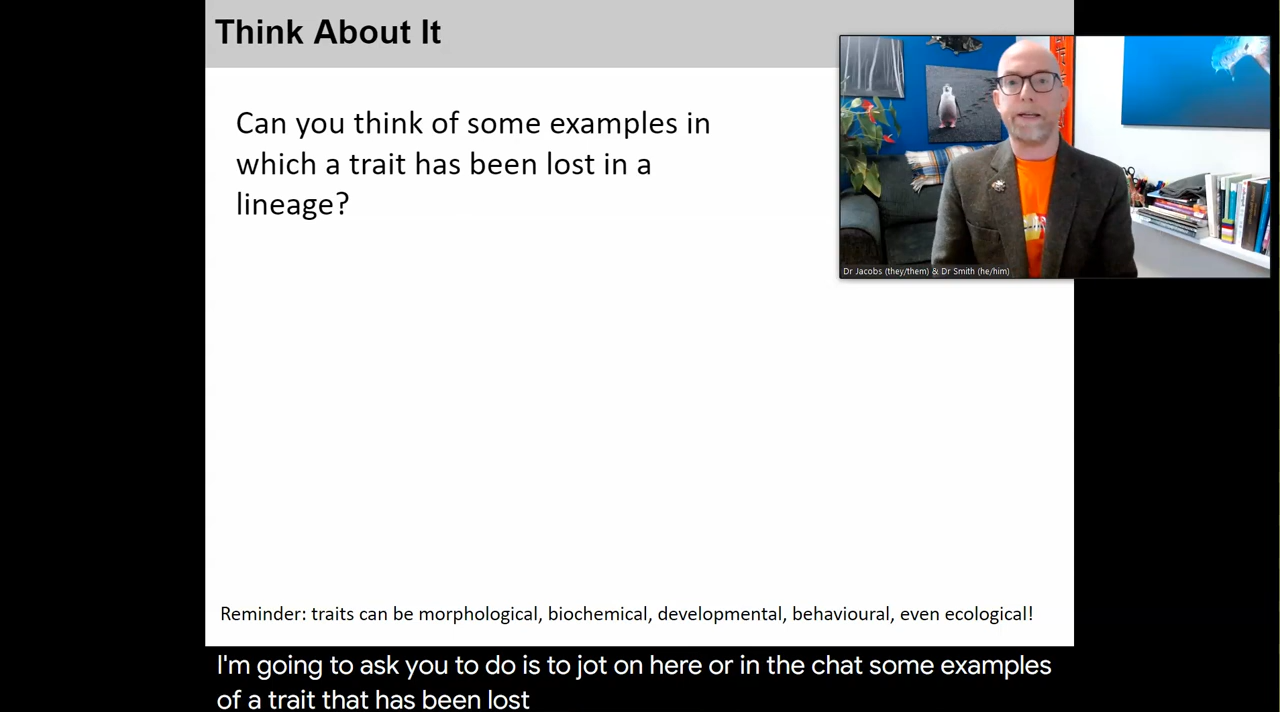 Think About It
Can you think of some examples in
which a trait has been lost in a
lineage?
Dr Jacobs (they/them) & Dr Smith (he/him)
Reminder: traits can be morphological, biochemical, developmental, behavioural, even ecological!
I'm going to ask you to do is to jot on here or in the chat some examples
of a trait that has been lost